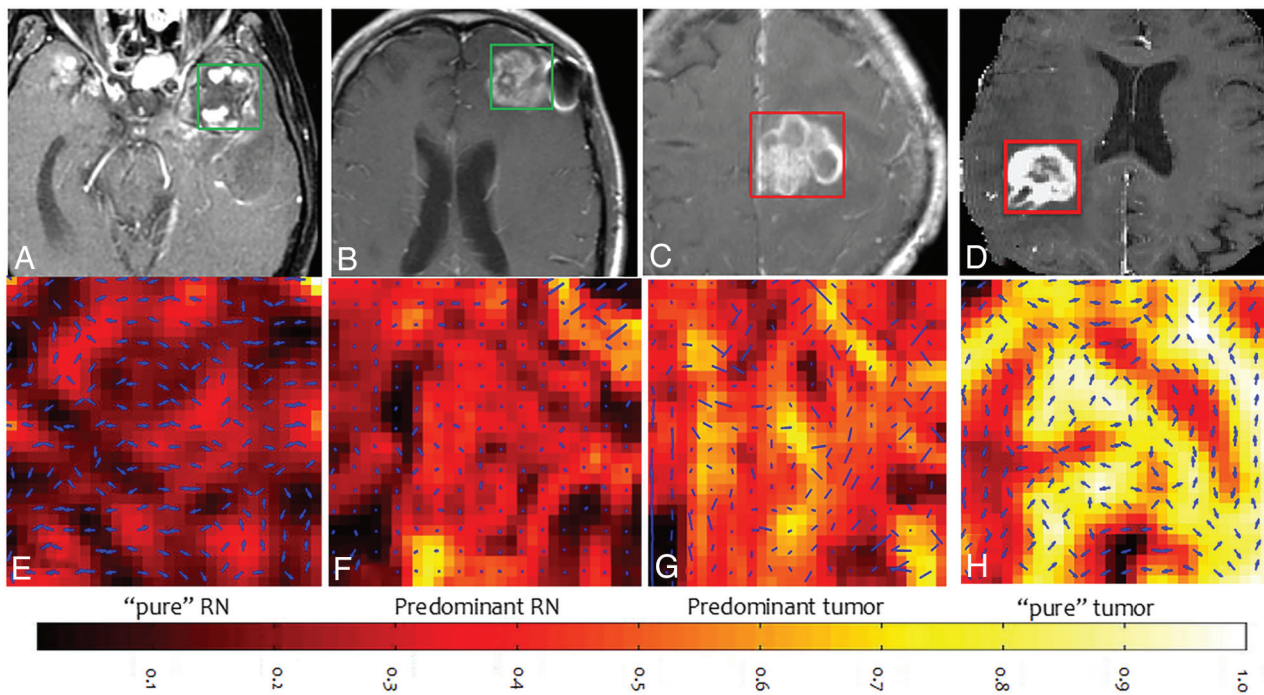 A B C D
E F G H
“pure” RN Predominant RN Predominant tumor “pure” tumor
0.1 0.2 0.3 0.4 0.5 0.6 0.7 0.8 0.9 1.0